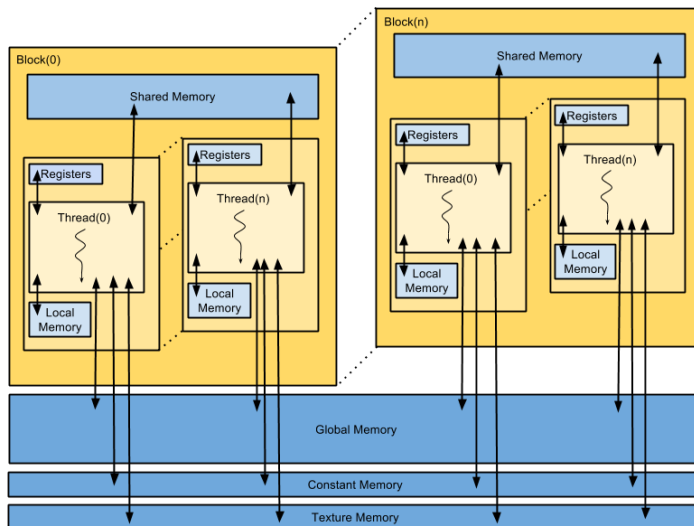 Block(0)
Shared Memory
Registers
Thread(0)
Local
Memory
Registers
Thread(n)
Local
Memory
Block(n)
Shared Memory
Registers
Thread(0)
Local
Memory
Registers
Thread(n)
Local
Memory
Global Memory
Constant Memory
Texture Memory